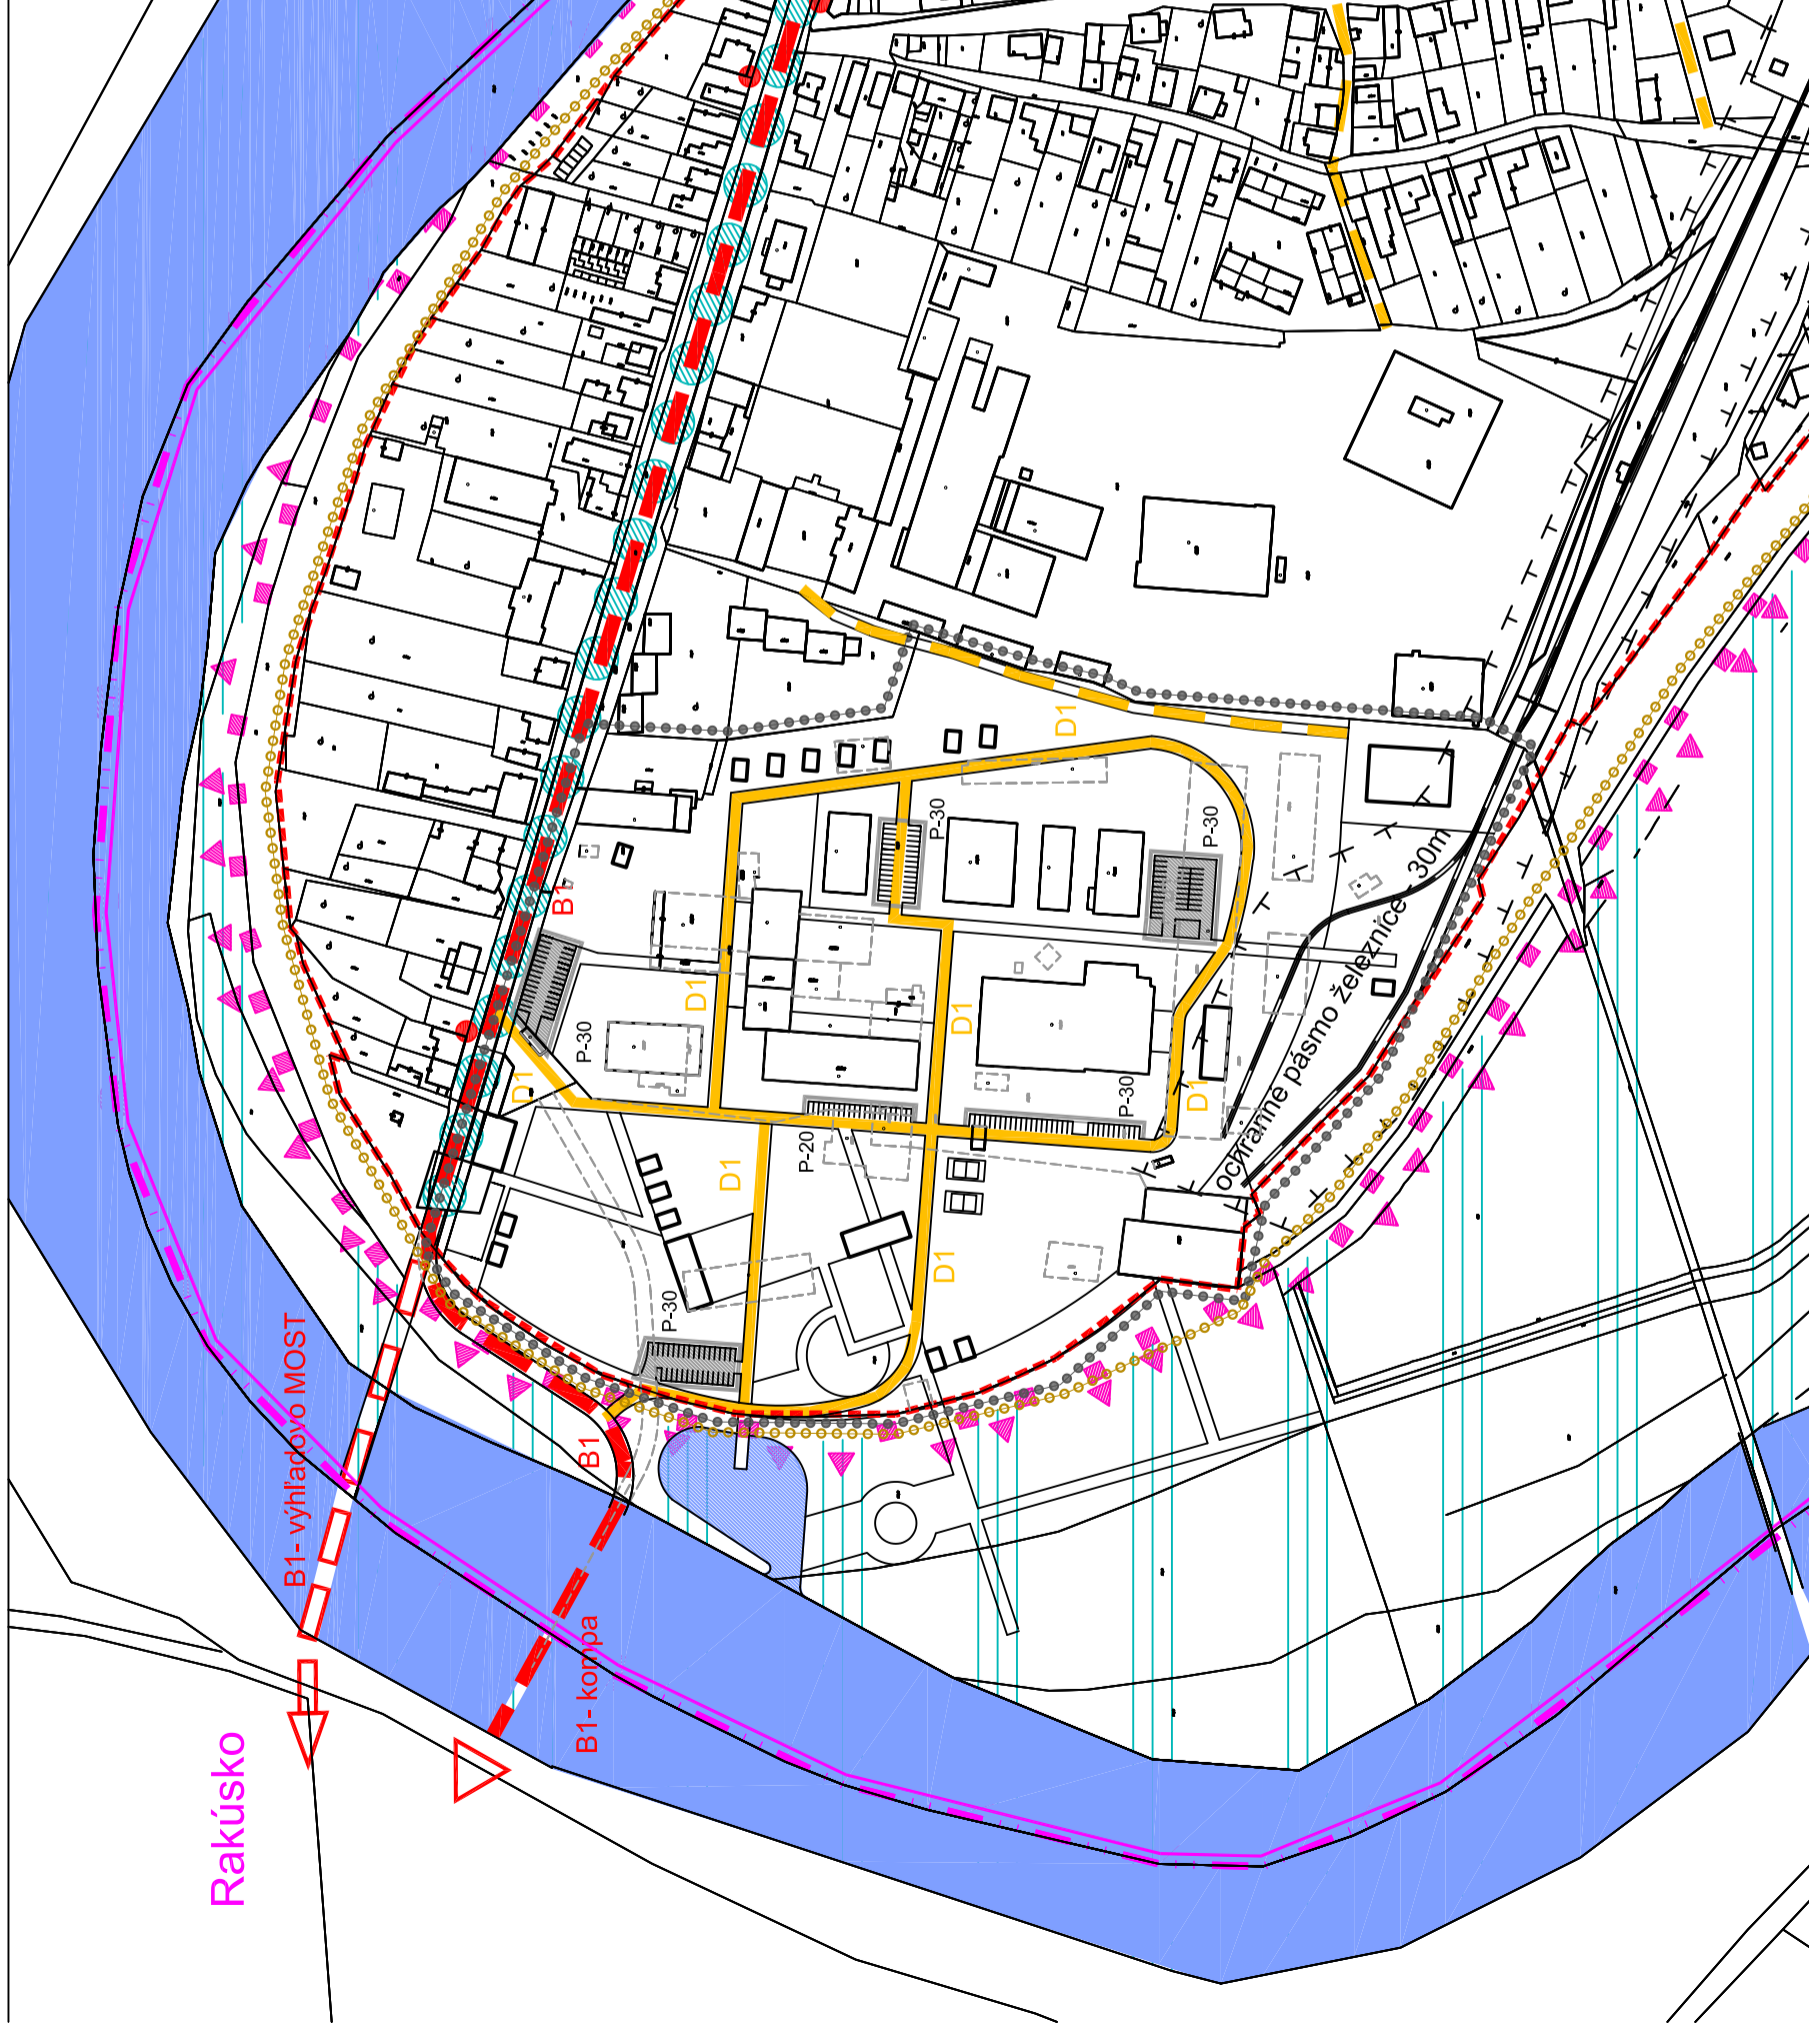 Rakúsko
B1- výhľadovo MOST
B1- kompa
B1
B1
D1
D1
D1
D1
D1
D1
D1
P-30
P-30
P-30
P-30
P-30
P-20
ochranné pásmo železnice - 30m